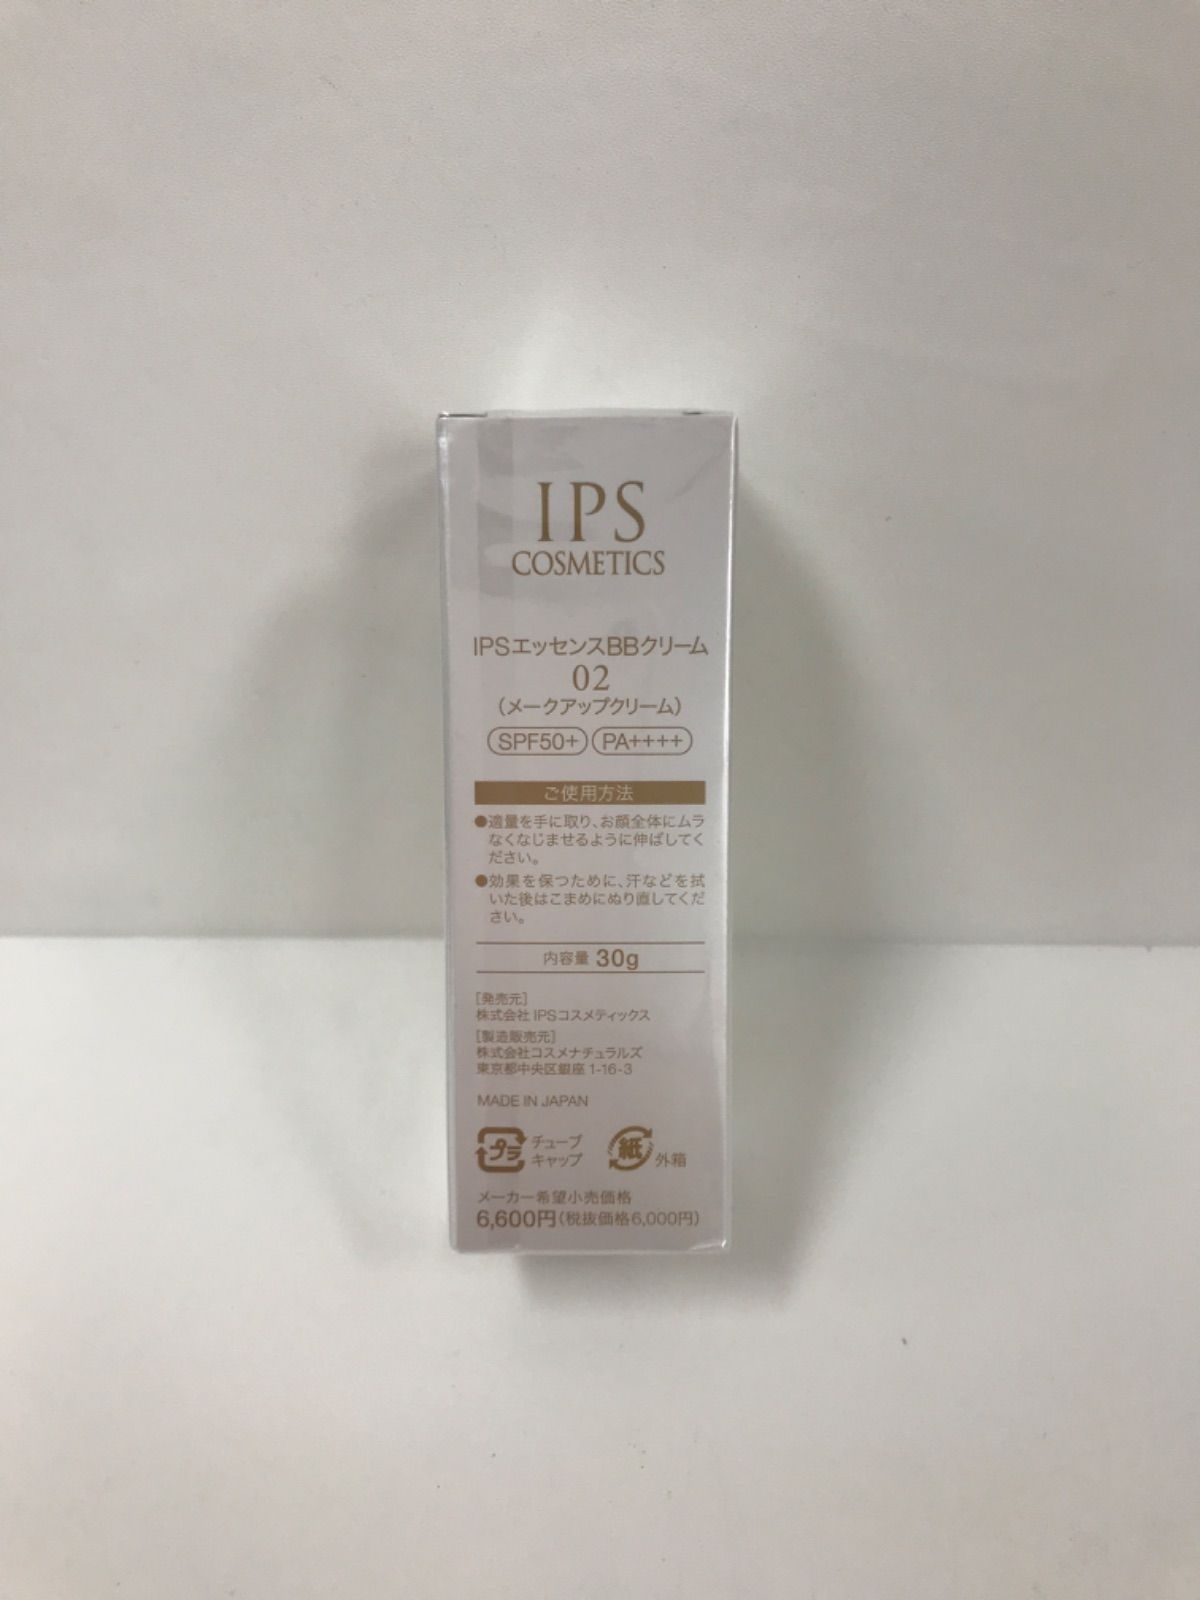 IPS
COSMETICS
IPSエッセンスBBクリーム
02
(メークアップクリーム)
SPF50+ PA++++
ご使用方法
●適量を手に取り、お顔全体にムラ
なくなじませるように伸ばしてく
ださい。
●効果を保つために、汗などを拭
いた後はこまめにぬり直してくだ
さい。
内容量 30g
[発売元]
株式会社 IPSコスメティックス
[製造販売元]
株式会社コスメナチュラルズ
東京都中央区銀座 1-16-3
MADE IN JAPAN
プラ チューブ
キャップ
紙 外箱
メーカー希望小売価格
6,600円(税抜価格6,000円)